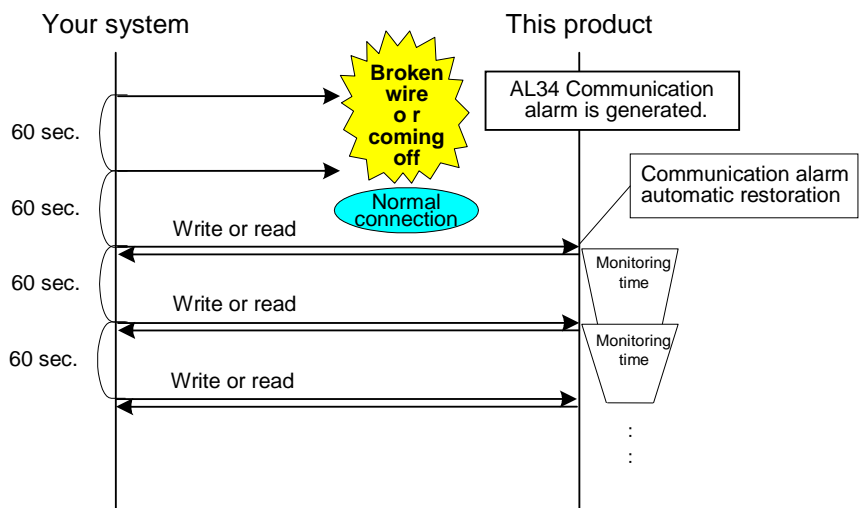 Your system
This product
Broken
wire
o r
coming
off
AL34 Communication
alarm is generated.
60 sec.
Communication alarm
automatic restoration
60 sec.
Normal
connection
Write or read
Monitoring
time
60 sec.
Write or read
Monitoring
time
60 sec.
Write or read
:
: